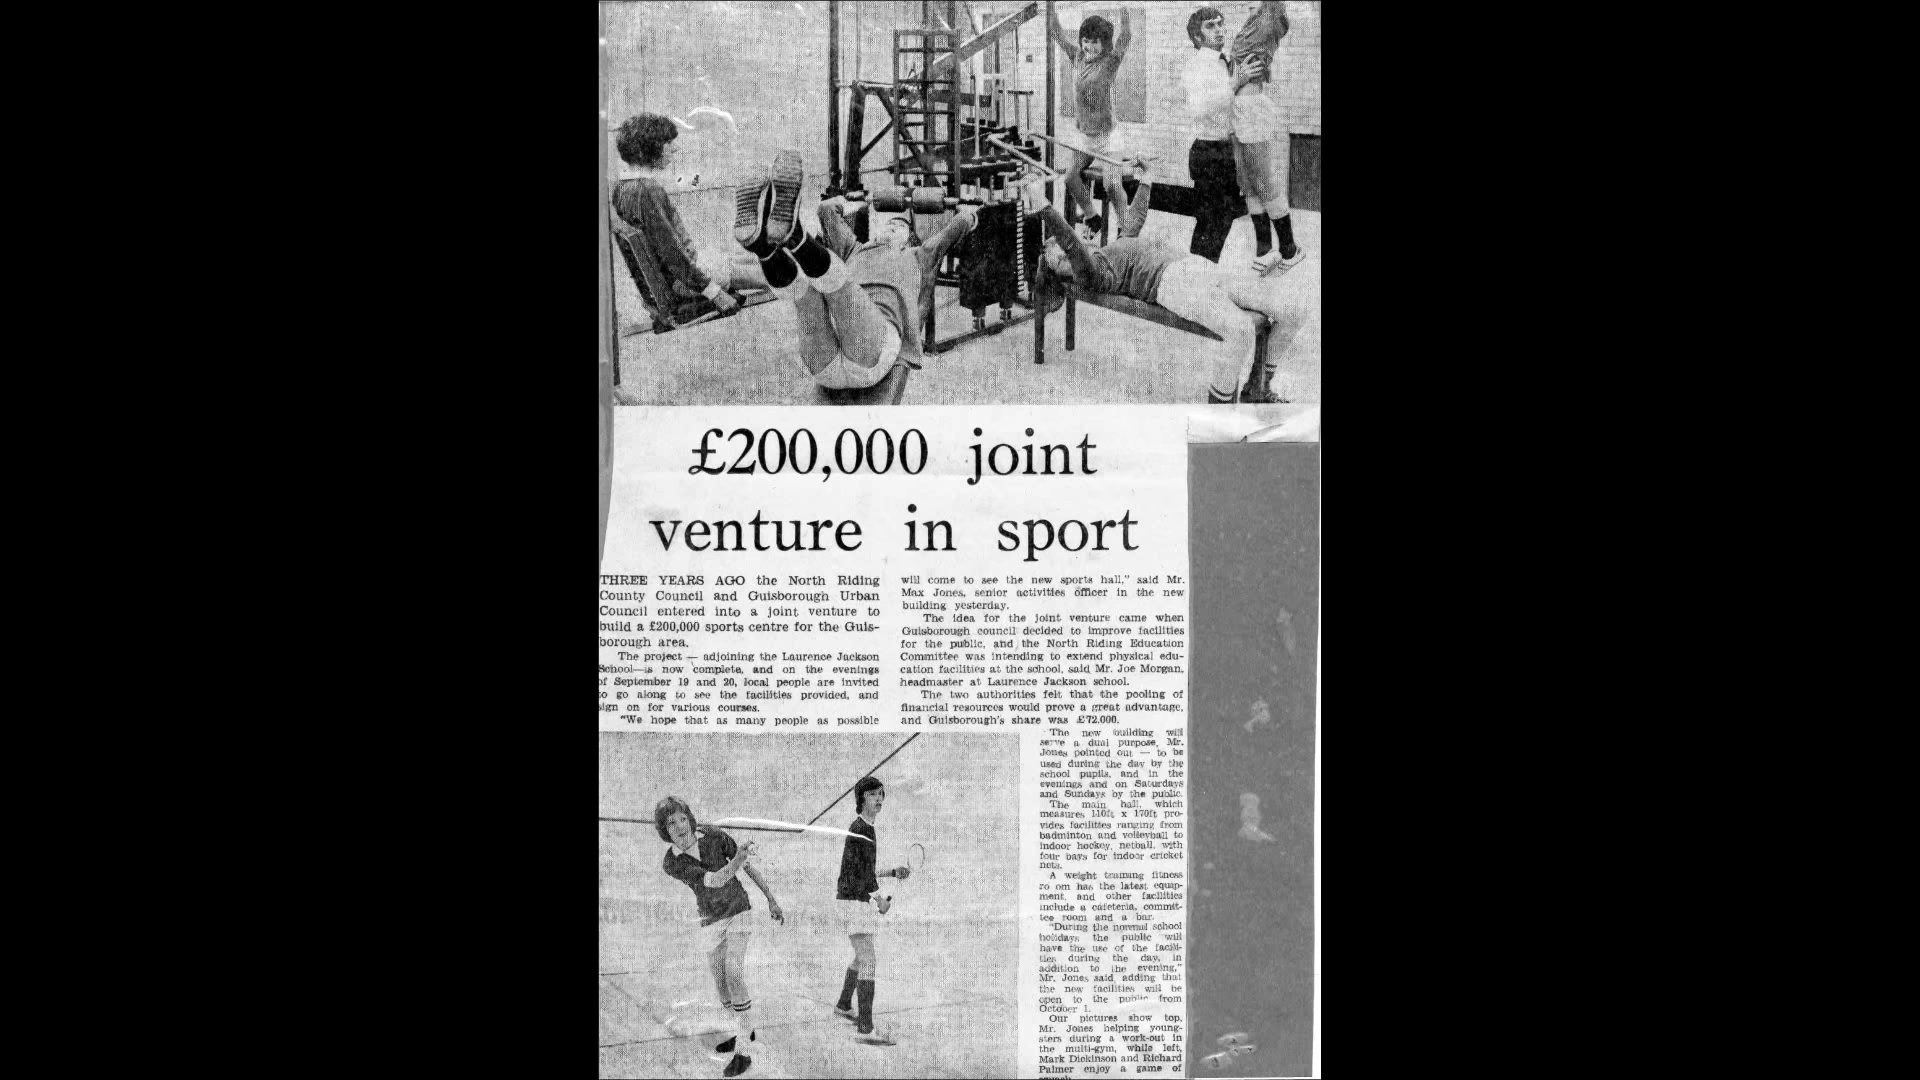 £200,000 joint
venture in sport
THREE YEARS AGO the North Riding
County Council and Guisborough Urban
Council entered into a joint venture to
build a £200,000 sports centre for the Guis-
borough area.
The project — adjoining the Laurence Jackson
School—is now complete, and on the evenings
of September 19 and 20, local people are invited
to go along to see the facilities provided, and
sign on for various courses.
"We hope that as many people as possible
will come to see the new sports hall," said Mr.
Max Jones, senior activities officer in the new
building yesterday.
The idea for the joint venture came when
Guisborough council decided to improve facilities
for the public, and the North Riding Education
Committee was intending to extend physical edu-
cation facilities at the school, said Mr. Joe Morgan,
headmaster at Laurence Jackson school.
The two authorities felt that the pooling of
financial resources would prove a great advantage,
and Guisborough's share was £72,000.
The new building will
serve a dual purpose, Mr.
Jones pointed out — to be
used during the day by the
school pupils, and in the
evenings and on Saturdays
and Sundays by the public.
The main hall, which
measures 110ft x 170ft pro-
vides facilities ranging from
badminton and volleyball to
indoor hockey, netball, with
four bays for indoor cricket
nets.
A weight training fitness
ro om has the latest equip-
ment, and other facilities
include a cafeteria, commit-
tee room and a bar.
"During the normal school
holidays the public will
have the use of the facili-
ties during the day, in
addition to the evening,"
Mr. Jones said, adding that
the new facilities will be
open to the public from
October 1.
Our pictures show top,
Mr. Jones helping young-
sters during a work-out in
the multi-gym, while left,
Mark Dickinson and Richard
Palmer enjoy a game of